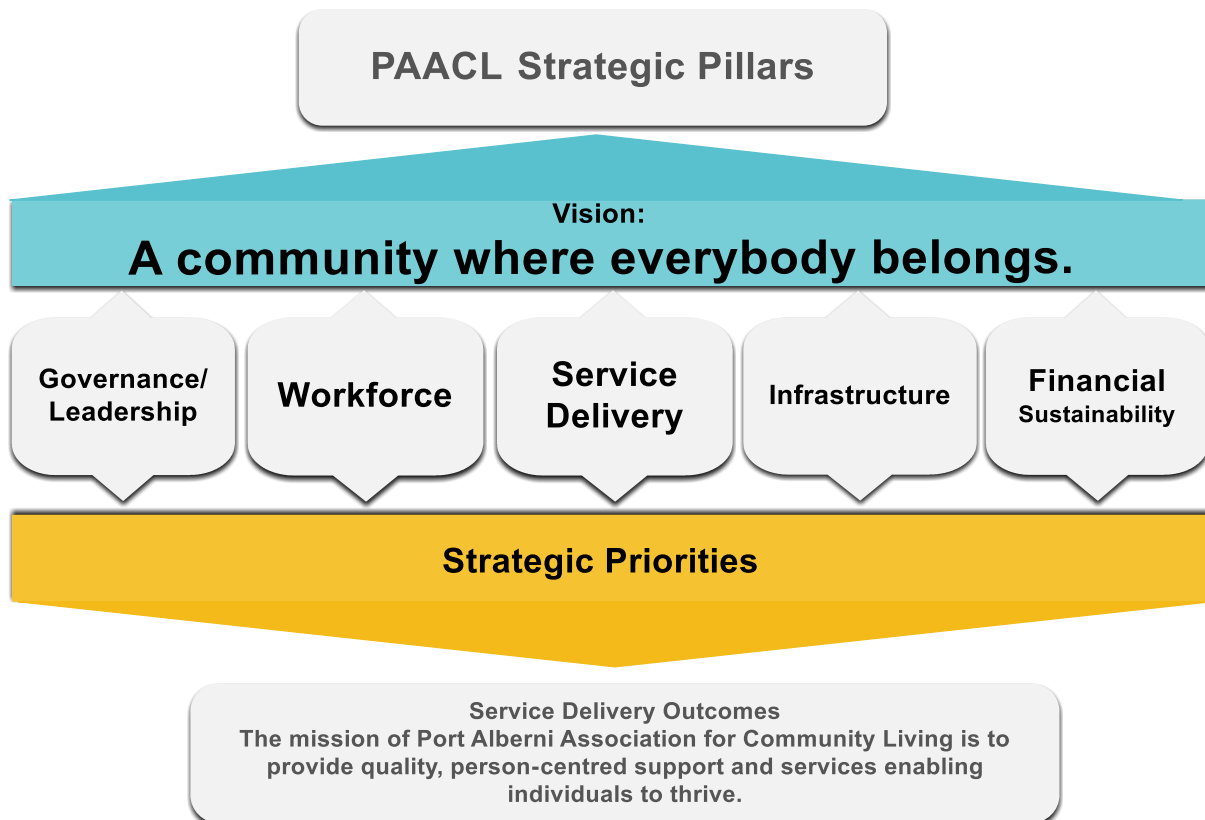 PAACL Strategic Pillars
Vision:
A community where everybody belongs.
Governance/
Leadership
Workforce
Service
Delivery
Infrastructure
Financial
Sustainability
Strategic Priorities
Service Delivery Outcomes
The mission of Port Alberni Association for Community Living is to
provide quality, person-centred support and services enabling
individuals to thrive.